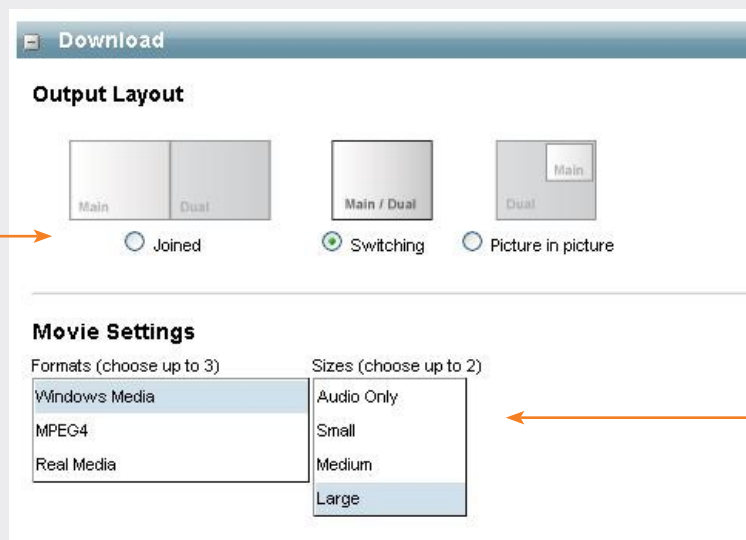 Download
Output Layout
Main Dual Main / Dual Main Dual
Joined Switching Picture in picture
Movie Settings
Formats (choose up to 3) Sizes (choose up to 2)
Windows Media Audio Only
MPEG4 Small
Real Media Medium
Large